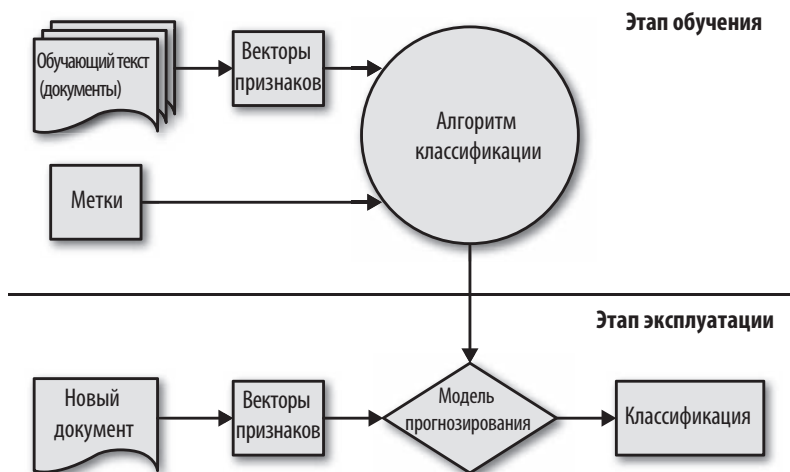 Этап обучения
Обучающий текст
(документы)
Векторы
признаков
Алгоритм
классификации
Метки
Этап эксплуатации
Новый
документ
Векторы
признаков
Модель
прогнозирования
Классификация